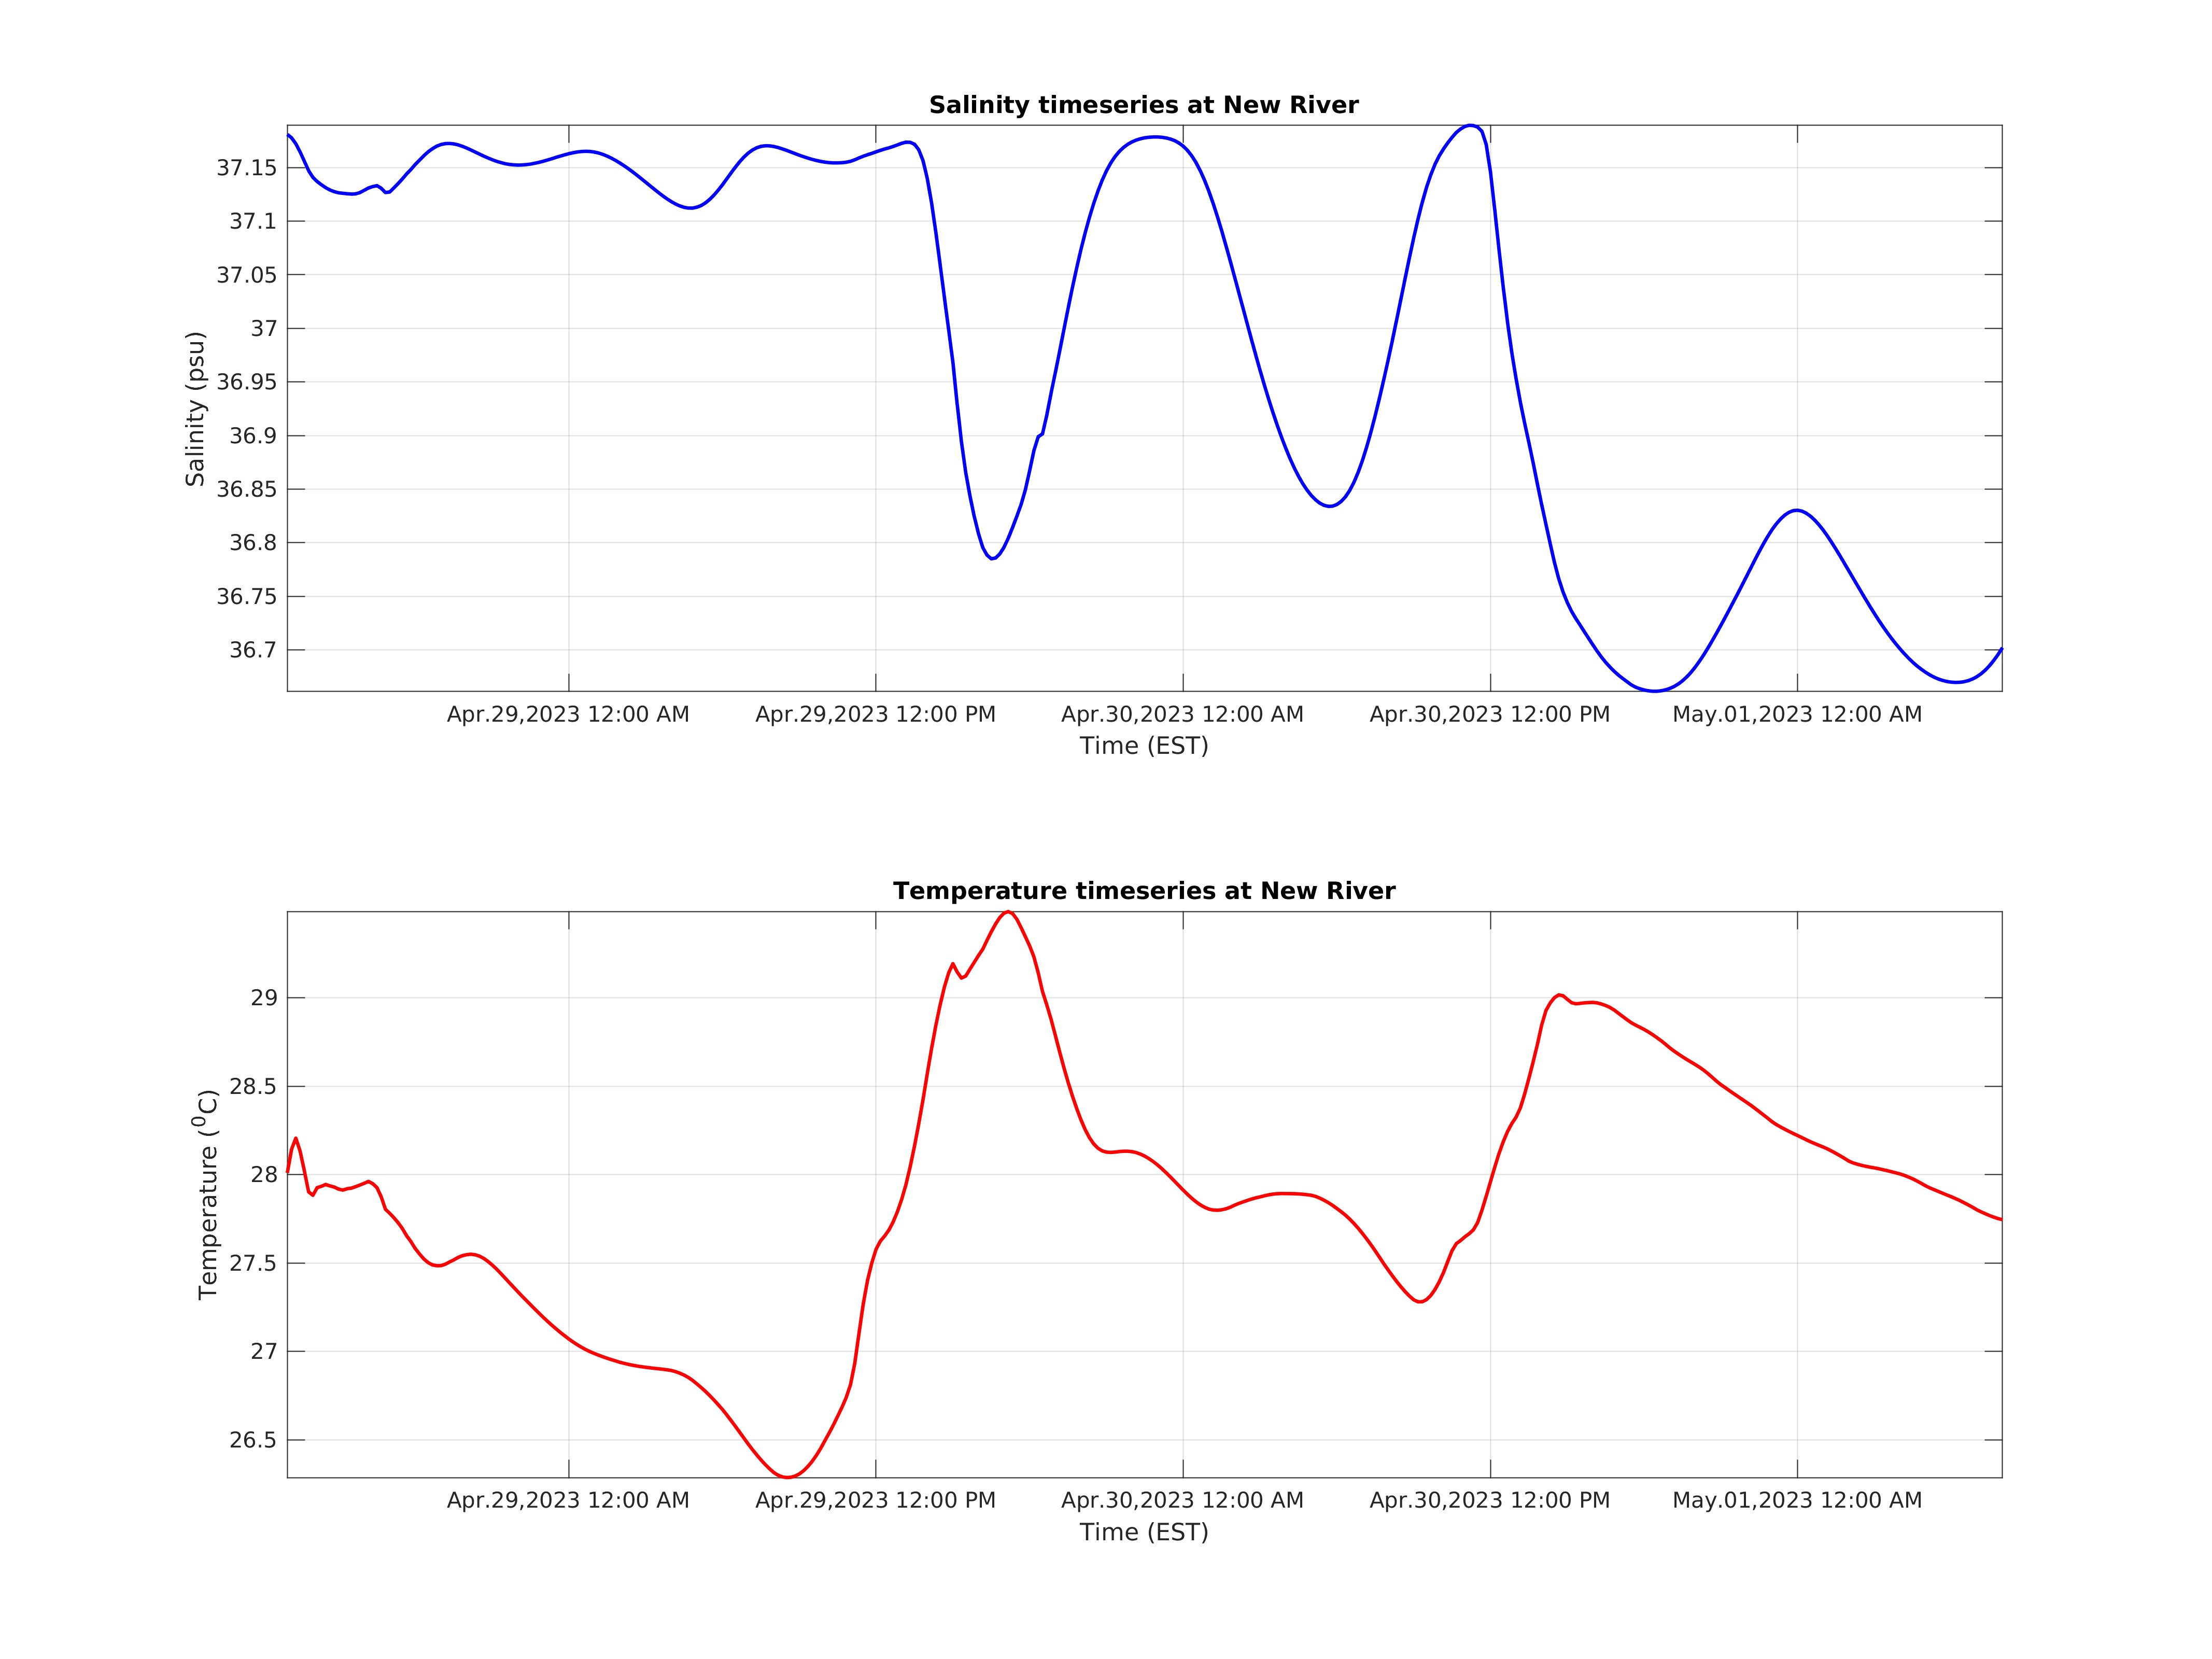 Salinity timeseries at New River
Salinity (psu)
37.15
37.1
37.05
37
36.95
36.9
36.85
36.8
36.75
36.7
Apr.29,2023 12:00 AM
Apr.29,2023 12:00 PM
Apr.30,2023 12:00 AM
Apr.30,2023 12:00 PM
May.01,2023 12:00 AM
Time (EST)
Temperature timeseries at New River
Temperature (⁰C)
29
28.5
28
27.5
27
26.5
Apr.29,2023 12:00 AM
Apr.29,2023 12:00 PM
Apr.30,2023 12:00 AM
Apr.30,2023 12:00 PM
May.01,2023 12:00 AM
Time (EST)